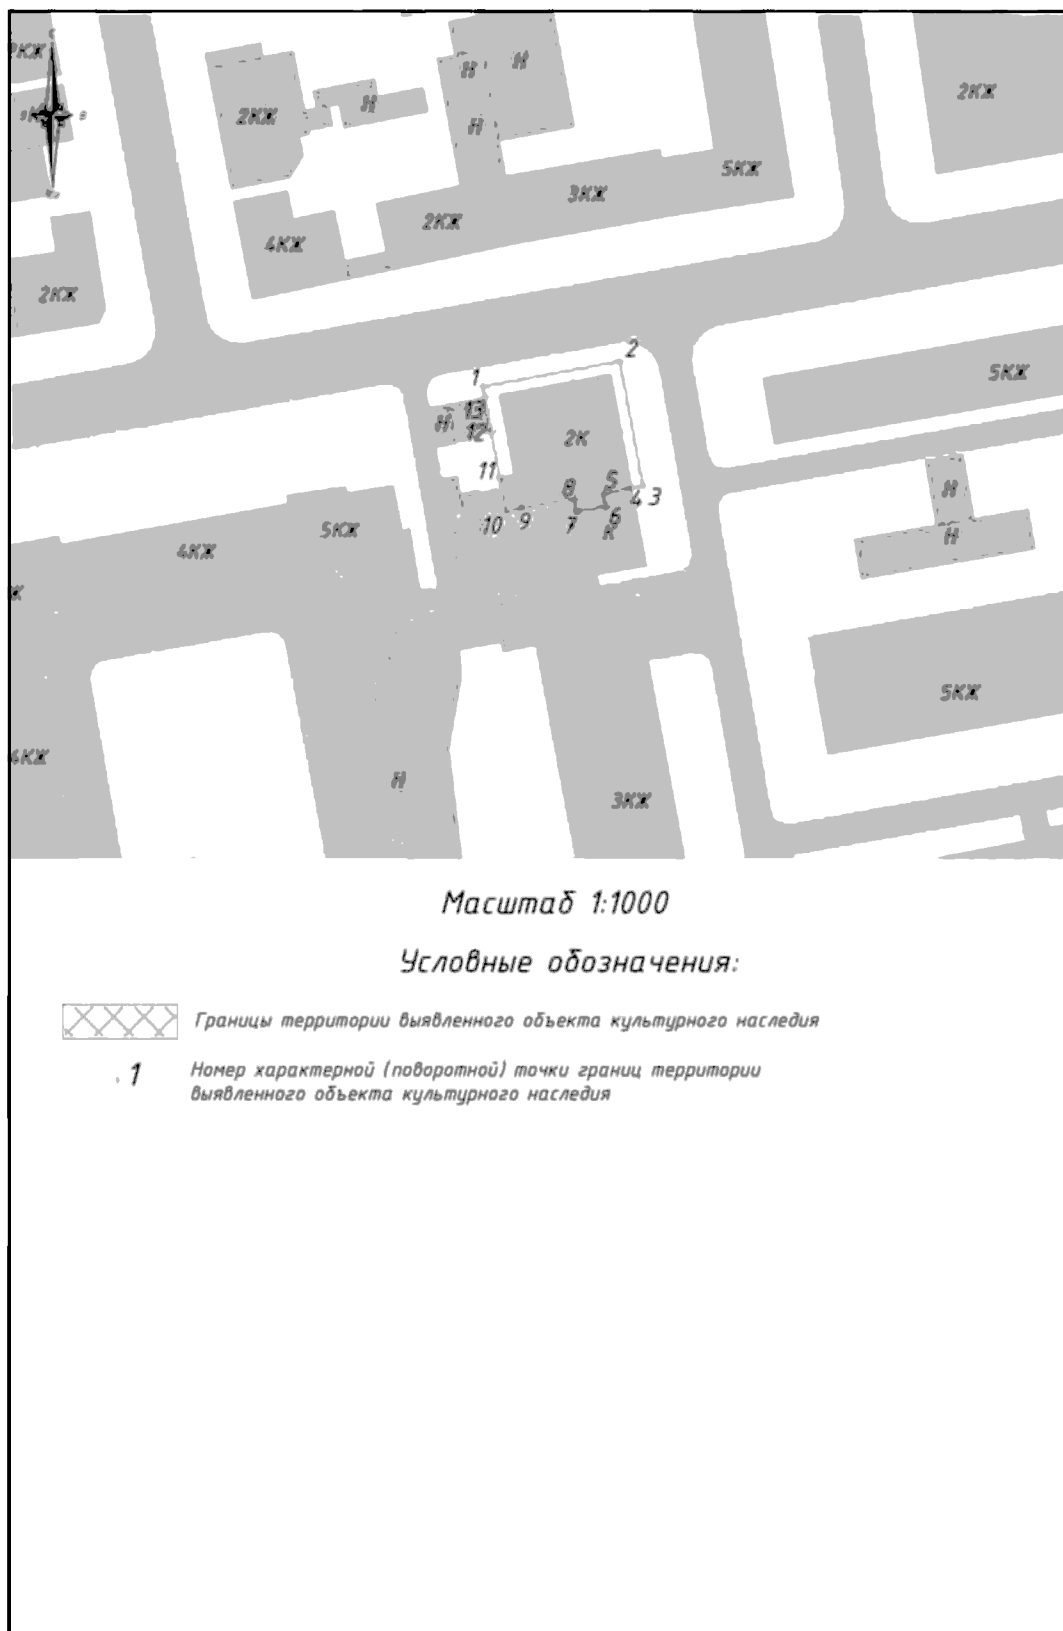 2КЖ
Н
Н
Н
Н
2КЖ
2КЖ
5КЖ
3КЖ
2КЖ
4КЖ
2КЖ
2
1
5КЖ
13
Н
12
2К
11
8
5
4 3
Н
10 9
7
6
К
5КЖ
4КЖ
Н
5КЖ
4КЖ
Н
3КЖ
Масштаб 1:1000
Условные обозначения:
Границы территории выявленного объекта культурного наследия
1
Номер характерной (поворотной) точки границ территории
выявленного объекта культурного наследия